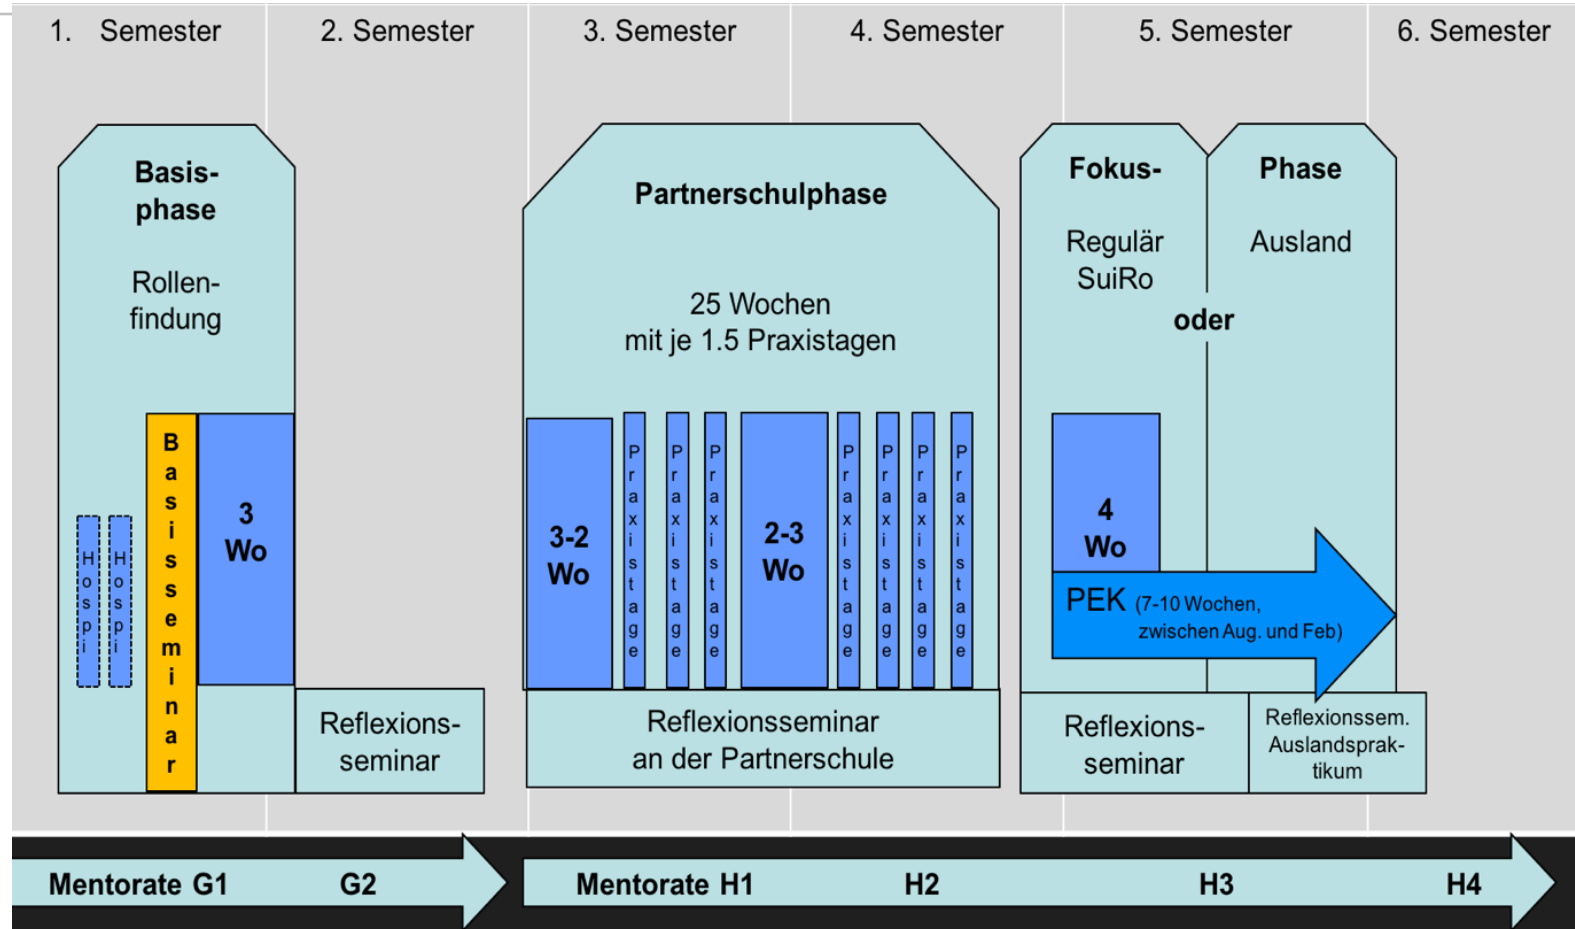 1. Semester
2. Semester
3. Semester
4. Semester
5. Semester
6. Semester
Basis-
phase
Rollen-
findung
Hospi
Hospi
Basisseminar
3
Wo
Reflexions-
seminar
Partnerschulphase
25 Wochen
mit je 1.5 Praxistagen
3-2
Wo
Praxistage
Praxistage
Praxistage
2-3
Wo
Praxistage
Praxistage
Praxistage
Praxistage
Reflexionsseminar
an der Partnerschule
Fokus-
Phase
Regulär
SuiRo
Ausland
oder
4
Wo
PEK (7-10 Wochen,
zwischen Aug. und Feb)
Reflexions-
seminar
Reflexionssem.
Auslandsprak-
tikum
Mentorate G1
G2
Mentorate H1
H2
H3
H4